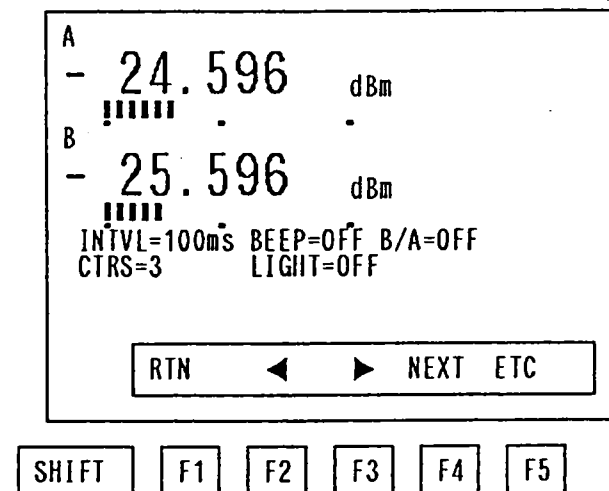 A
- 24.596 dBm
B
- 25.596 dBm
INTVL=100ms BEEP=OFF B/A=OFF
CTRS=3 LIGHT=OFF
RTN ◀ ▶ NEXT ETC
SHIFT F1 F2 F3 F4 F5